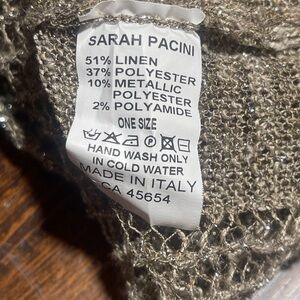 SARAH PACINI
51% LINEN
37% POLYESTER
10% METALLIC
POLYESTER
2% POLYAMIDE
ONE SIZE
HAND WASH ONLY
IN COLD WATER
MADE IN ITALY
CA 45654